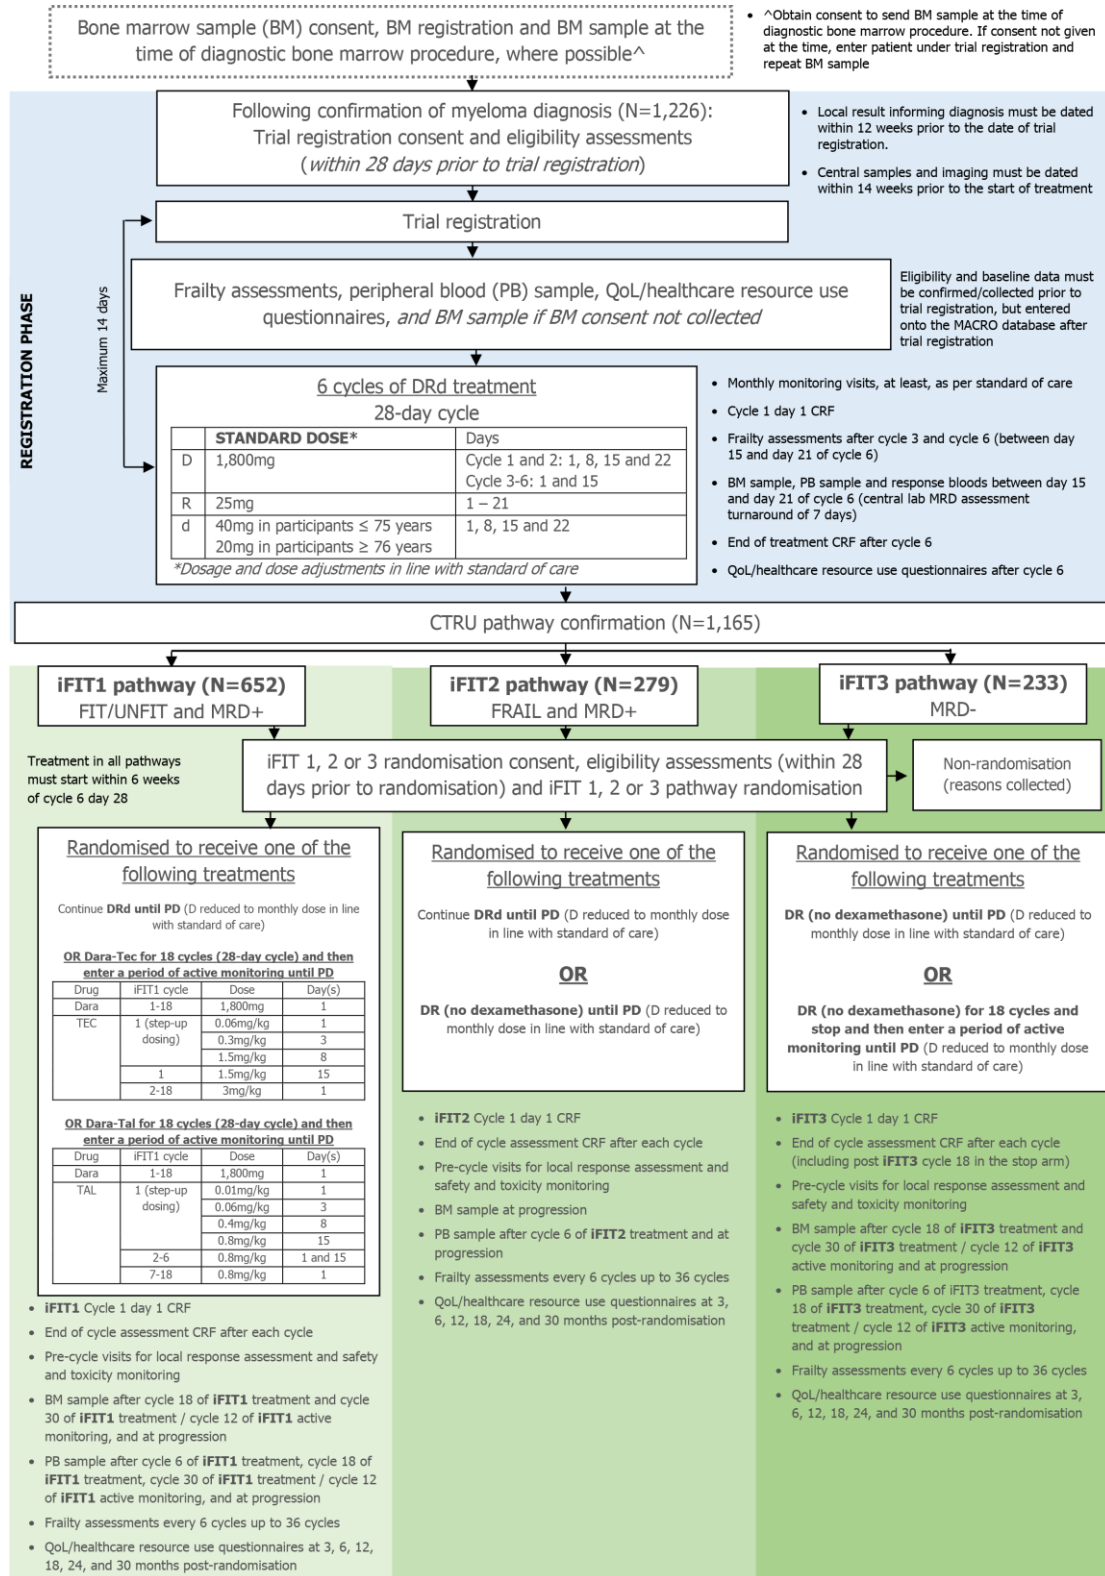 Bone marrow sample (BM) consent, BM registration and BM sample at the
time of diagnostic bone marrow procedure, where possible^
• ^Obtain consent to send BM sample at the time of
diagnostic bone marrow procedure. If consent not given
at the time, enter patient under trial registration and
repeat BM sample
REGISTRATION PHASE
Following confirmation of myeloma diagnosis (N=1,226):
Trial registration consent and eligibility assessments
(within 28 days prior to trial registration)
• Local result informing diagnosis must be dated
within 12 weeks prior to the date of trial
registration.
• Central samples and imaging must be dated
within 14 weeks prior to the start of treatment
Trial registration
Maximum 14 days
Frailty assessments, peripheral blood (PB) sample, QoL/healthcare resource use
questionnaires, and BM sample if BM consent not collected
Eligibility and baseline data must
be confirmed/collected prior to
trial registration, but entered
onto the MACRO database after
trial registration
6 cycles of DRd treatment
28-day cycle
STANDARD DOSE* Days
D 1,800mg Cycle 1 and 2: 1, 8, 15 and 22
Cycle 3-6: 1 and 15
R 25mg 1 – 21
d 40mg in participants ≤ 75 years 1, 8, 15 and 22
20mg in participants ≥ 76 years
*Dosage and dose adjustments in line with standard of care
• Monthly monitoring visits, at least, as per standard of care
• Cycle 1 day 1 CRF
• Frailty assessments after cycle 3 and cycle 6 (between day
15 and day 21 of cycle 6)
• BM sample, PB sample and response bloods between day 15
and day 21 of cycle 6 (central lab MRD assessment
turnaround of 7 days)
• End of treatment CRF after cycle 6
• QoL/healthcare resource use questionnaires after cycle 6
CTRU pathway confirmation (N=1,165)
iFIT1 pathway (N=652)
FIT/UNFIT and MRD+
iFIT2 pathway (N=279)
FRAIL and MRD+
iFIT3 pathway (N=233)
MRD-
Treatment in all pathways
must start within 6 weeks
of cycle 6 day 28
iFIT 1, 2 or 3 randomisation consent, eligibility assessments (within 28
days prior to randomisation) and iFIT 1, 2 or 3 pathway randomisation
Non-randomisation
(reasons collected)
Randomised to receive one of the
following treatments
Continue DRd until PD (D reduced to monthly dose in line
with standard of care)
OR Dara-Tec for 18 cycles (28-day cycle) and then
enter a period of active monitoring until PD
Drug iFIT1 cycle Dose Day(s)
Dara 1-18 1,800mg 1
TEC 1 (step-up 0.06mg/kg 1
dosing) 0.3mg/kg 3
1.5mg/kg 8
1 1.5mg/kg 15
2-18 3mg/kg 1
OR Dara-Tal for 18 cycles (28-day cycle) and then
enter a period of active monitoring until PD
Drug iFIT1 cycle Dose Day(s)
Dara 1-18 1,800mg 1
TAL 1 (step-up 0.01mg/kg 1
dosing) 0.06mg/kg 3
0.4mg/kg 8
0.8mg/kg 15
2-6 0.8mg/kg 1 and 15
7-18 0.8mg/kg 1
• iFIT1 Cycle 1 day 1 CRF
• End of cycle assessment CRF after each cycle
• Pre-cycle visits for local response assessment and safety
and toxicity monitoring
• BM sample after cycle 18 of iFIT1 treatment and cycle
30 of iFIT1 treatment / cycle 12 of iFIT1 active
monitoring, and at progression
• PB sample after cycle 6 of iFIT1 treatment, cycle 18 of
iFIT1 treatment, cycle 30 of iFIT1 treatment / cycle 12
of iFIT1 active monitoring, and at progression
• Frailty assessments every 6 cycles up to 36 cycles
• QoL/healthcare resource use questionnaires at 3, 6, 12,
18, 24, and 30 months post-randomisation
Randomised to receive one of the
following treatments
Continue DRd until PD (D reduced to monthly dose
in line with standard of care)
OR
DR (no dexamethasone) until PD (D reduced to
monthly dose in line with standard of care)
• iFIT2 Cycle 1 day 1 CRF
• End of cycle assessment CRF after each cycle
• Pre-cycle visits for local response assessment and
safety and toxicity monitoring
• BM sample at progression
• PB sample after cycle 6 of iFIT2 treatment and at
progression
• Frailty assessments every 6 cycles up to 36 cycles
• QoL/healthcare resource use questionnaires at 3,
6, 12, 18, 24, and 30 months post-randomisation
Randomised to receive one of the
following treatments
DR (no dexamethasone) until PD (D reduced to
monthly dose in line with standard of care)
OR
DR (no dexamethasone) for 18 cycles and
stop and then enter a period of active
monitoring until PD (D reduced to monthly dose
in line with standard of care)
• iFIT3 Cycle 1 day 1 CRF
• End of cycle assessment CRF after each cycle
(including post iFIT3 cycle 18 in the stop arm)
• Pre-cycle visits for local response assessment and
safety and toxicity monitoring
• BM sample after cycle 18 of iFIT3 treatment and
cycle 30 of iFIT3 treatment / cycle 12 of iFIT3
active monitoring and at progression
• PB sample after cycle 6 of iFIT3 treatment, cycle
18 of iFIT3 treatment, cycle 30 of iFIT3
treatment / cycle 12 of iFIT3 active monitoring,
and at progression
• Frailty assessments every 6 cycles up to 36 cycles
• QoL/healthcare resource use questionnaires at 3,
6, 12, 18, 24, and 30 months post-randomisation